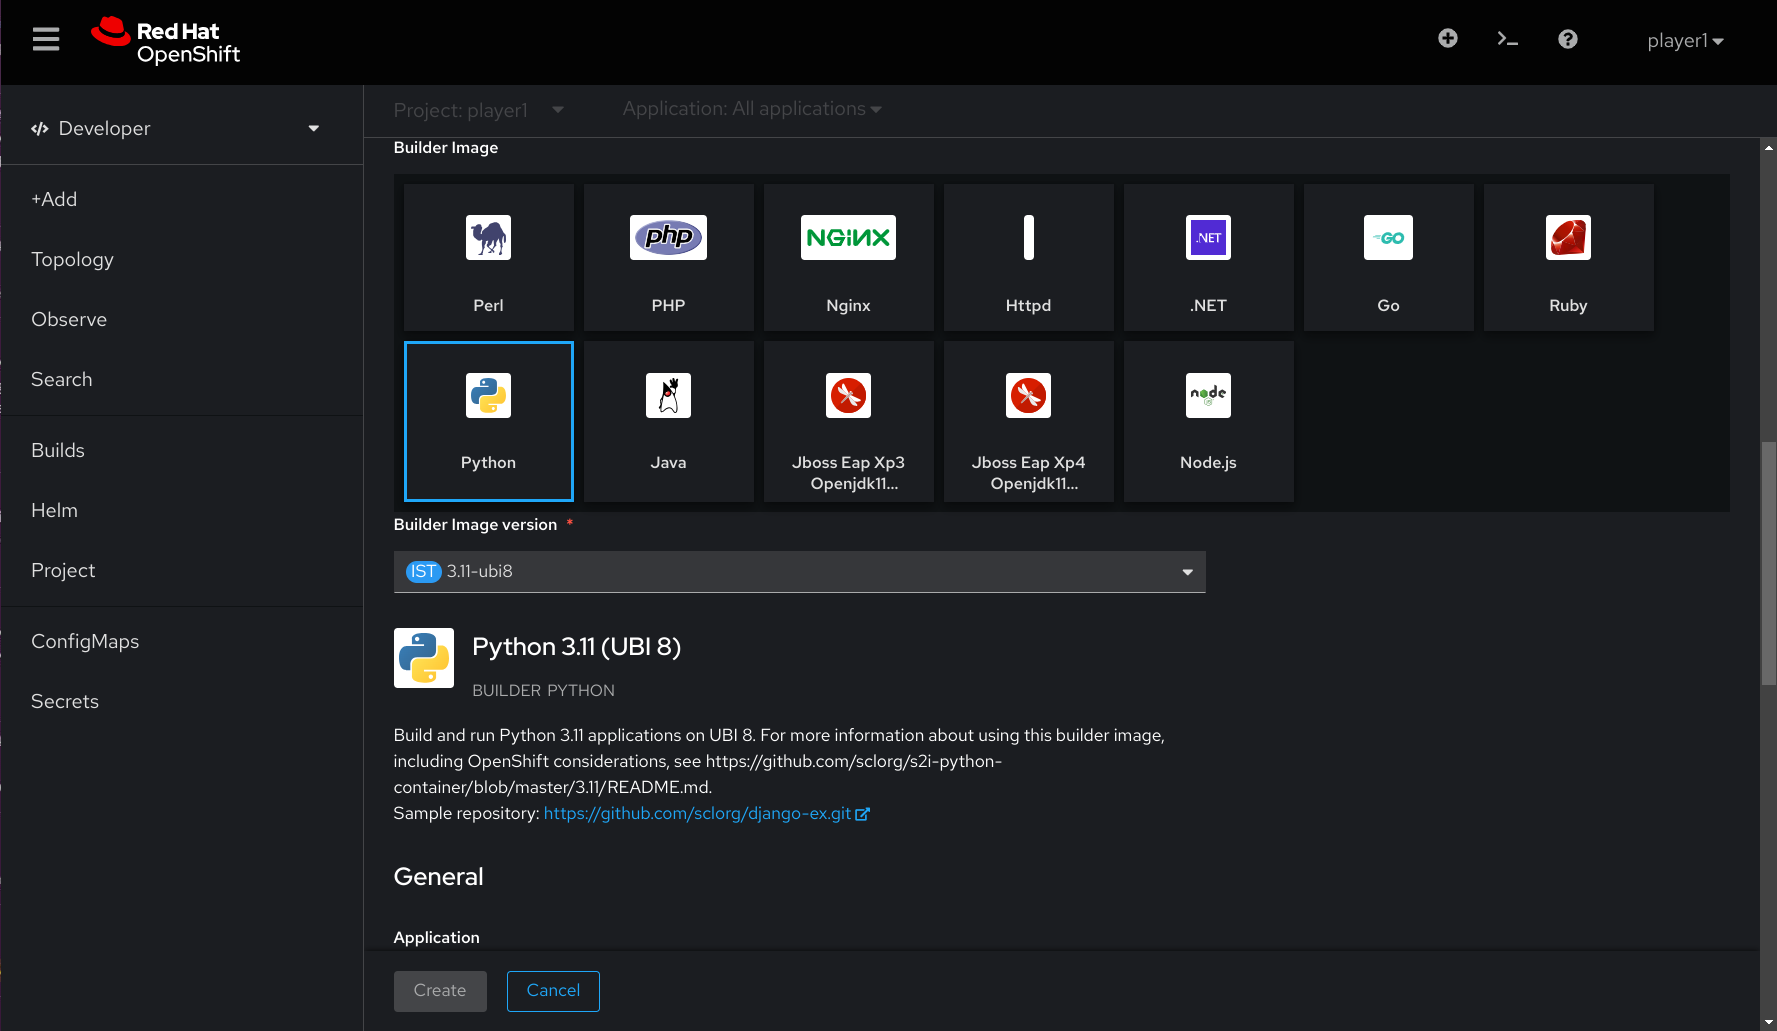 Red Hat
OpenShift
player1
Developer
Project: player1
Application: All applications
+Add
Topology
Observe
Search
Builds
Helm
Project
ConfigMaps
Secrets
Builder Image
php
NGINX
.NET
GO
Perl
PHP
Nginx
Httpd
.NET
Go
Ruby
node
JS
Python
Java
Jboss Eap Xp3
Openjdk11...
Jboss Eap Xp4
Openjdk11...
Node.js
Builder Image version *
IST 3.11-ubi8
Python 3.11 (UBI 8)
BUILDER PYTHON
Build and run Python 3.11 applications on UBI 8. For more information about using this builder image,
including OpenShift considerations, see https://github.com/sclorg/s2i-python-
container/blob/master/3.11/README.md.
Sample repository: https://github.com/sclorg/django-ex.git
General
Application
Create
Cancel